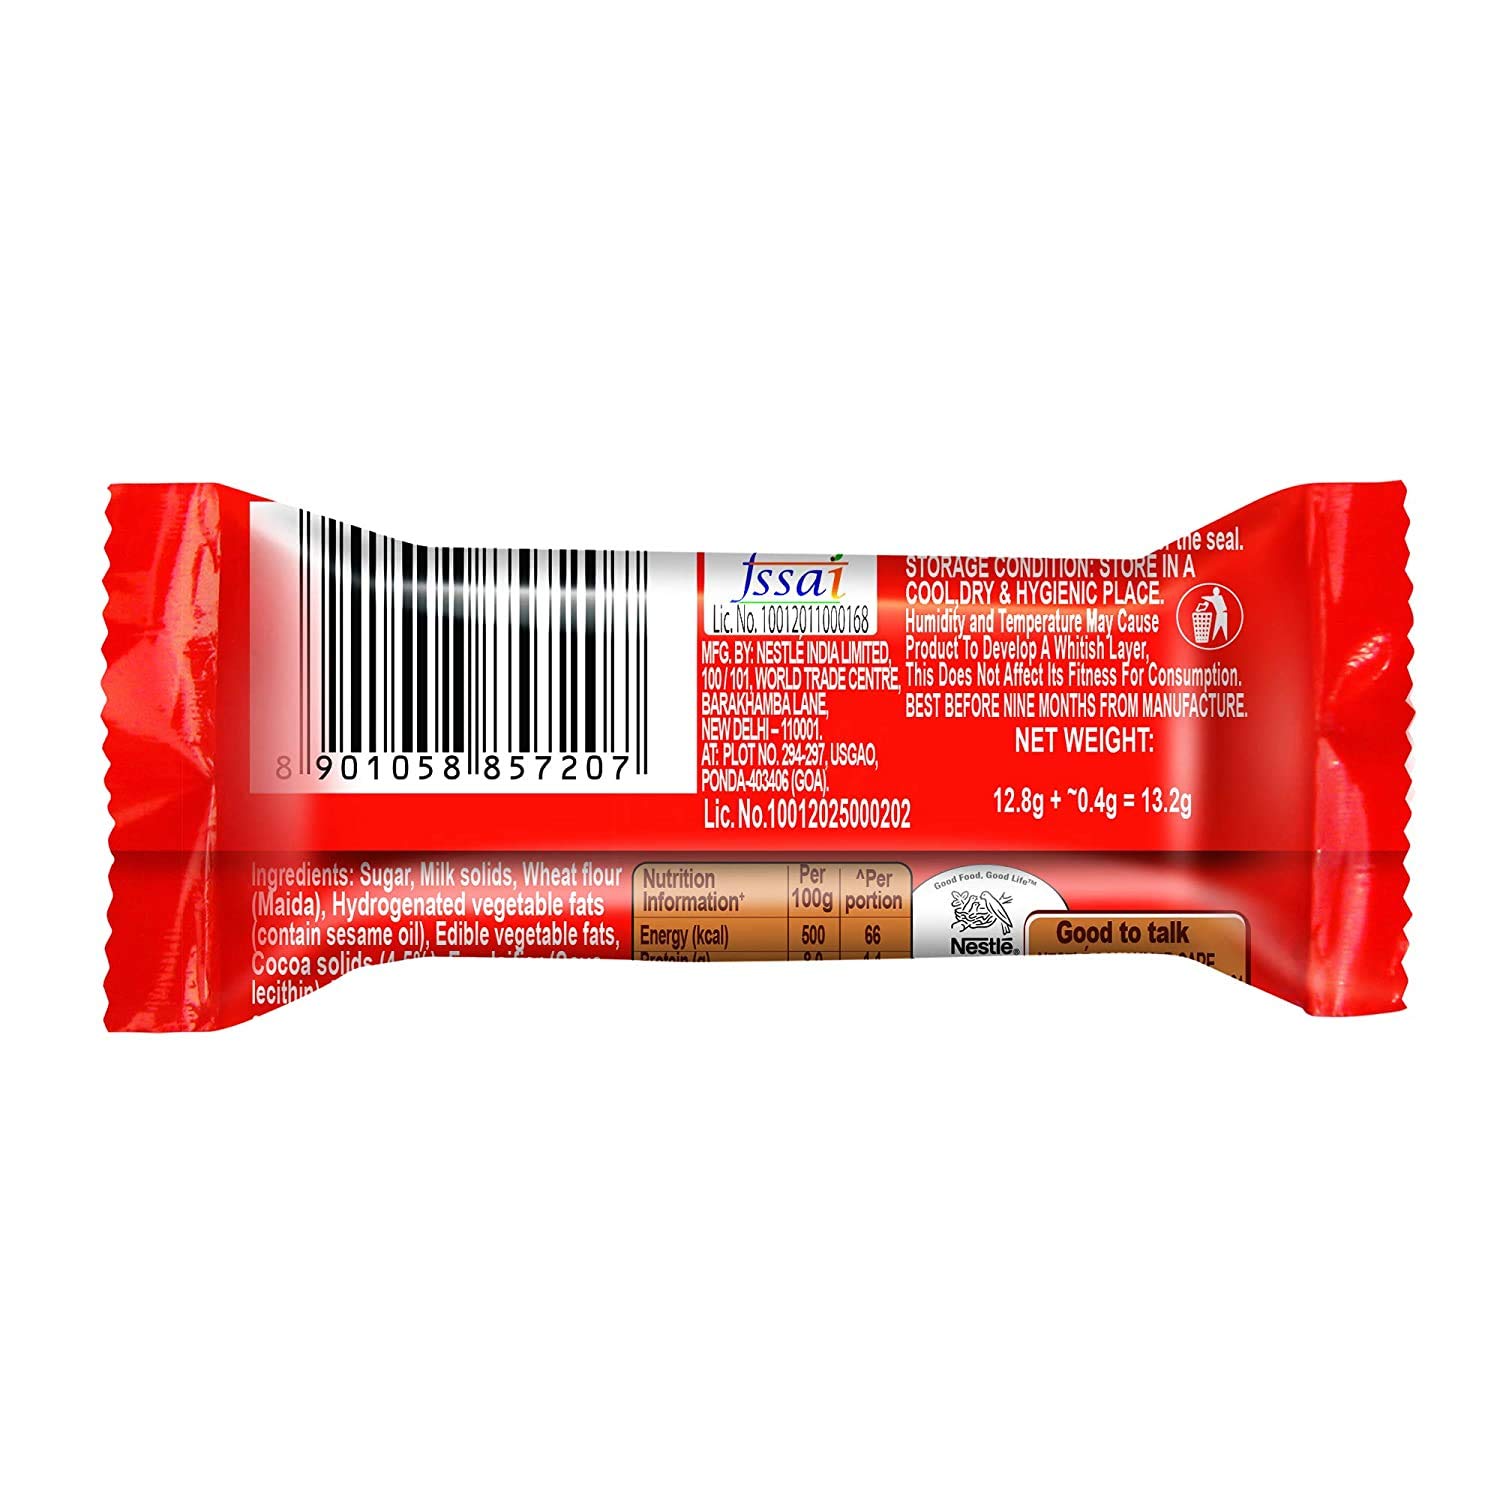 8 901058 857207
fssai
Lic. No. 10012011000168
MFG. BY: NESTLÉ INDIA LIMITED,
100 / 101, WORLD TRADE CENTRE,
BARAKHAMBA LANE,
NEW DELHI – 110001.
AT: PLOT NO. 294-297, USGAO,
PONDA-403406 (GOA).
Lic. No.10012025000202
the seal.
STORAGE CONDITION: STORE IN A
COOL,DRY & HYGIENIC PLACE.
Humidity and Temperature May Cause
Product To Develop A Whitish Layer,
This Does Not Affect Its Fitness For Consumption.
BEST BEFORE NINE MONTHS FROM MANUFACTURE.
NET WEIGHT:
12.8g + ~0.4g = 13.2g
Ingredients: Sugar, Milk solids, Wheat flour
(Maida), Hydrogenated vegetable fats
(contain sesame oil), Edible vegetable fats,
Cocoa solids
lecithin)
Nutrition Information+ Per 100g ^Per portion
Energy (kcal) 500 66
Protein (g)
Good Food, Good Life™
Nestlé®
Good to talk